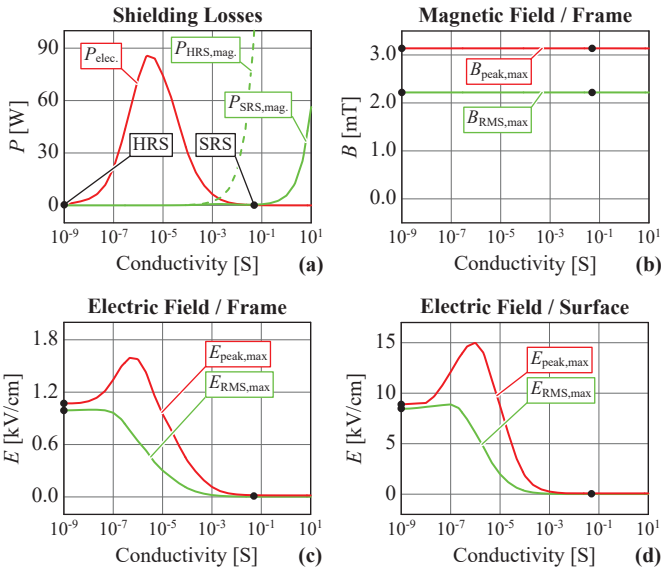 Shielding Losses
P [W]
90
60
30
0
P_elec.
P_HRS,mag.
P_SRS,mag.
HRS
SRS
10^-9 10^-7 10^-5 10^-3 10^-1 10^1
Conductivity [S] (a)
Magnetic Field / Frame
B [mT]
3.0
2.0
1.0
0.0
B_peak,max
B_RMS,max
10^-9 10^-7 10^-5 10^-3 10^-1 10^1
Conductivity [S] (b)
Electric Field / Frame
E [kV/cm]
1.8
1.2
0.6
0.0
E_peak,max
E_RMS,max
10^-9 10^-7 10^-5 10^-3 10^-1 10^1
Conductivity [S] (c)
Electric Field / Surface
E [kV/cm]
15
10
5
0
E_peak,max
E_RMS,max
10^-9 10^-7 10^-5 10^-3 10^-1 10^1
Conductivity [S] (d)